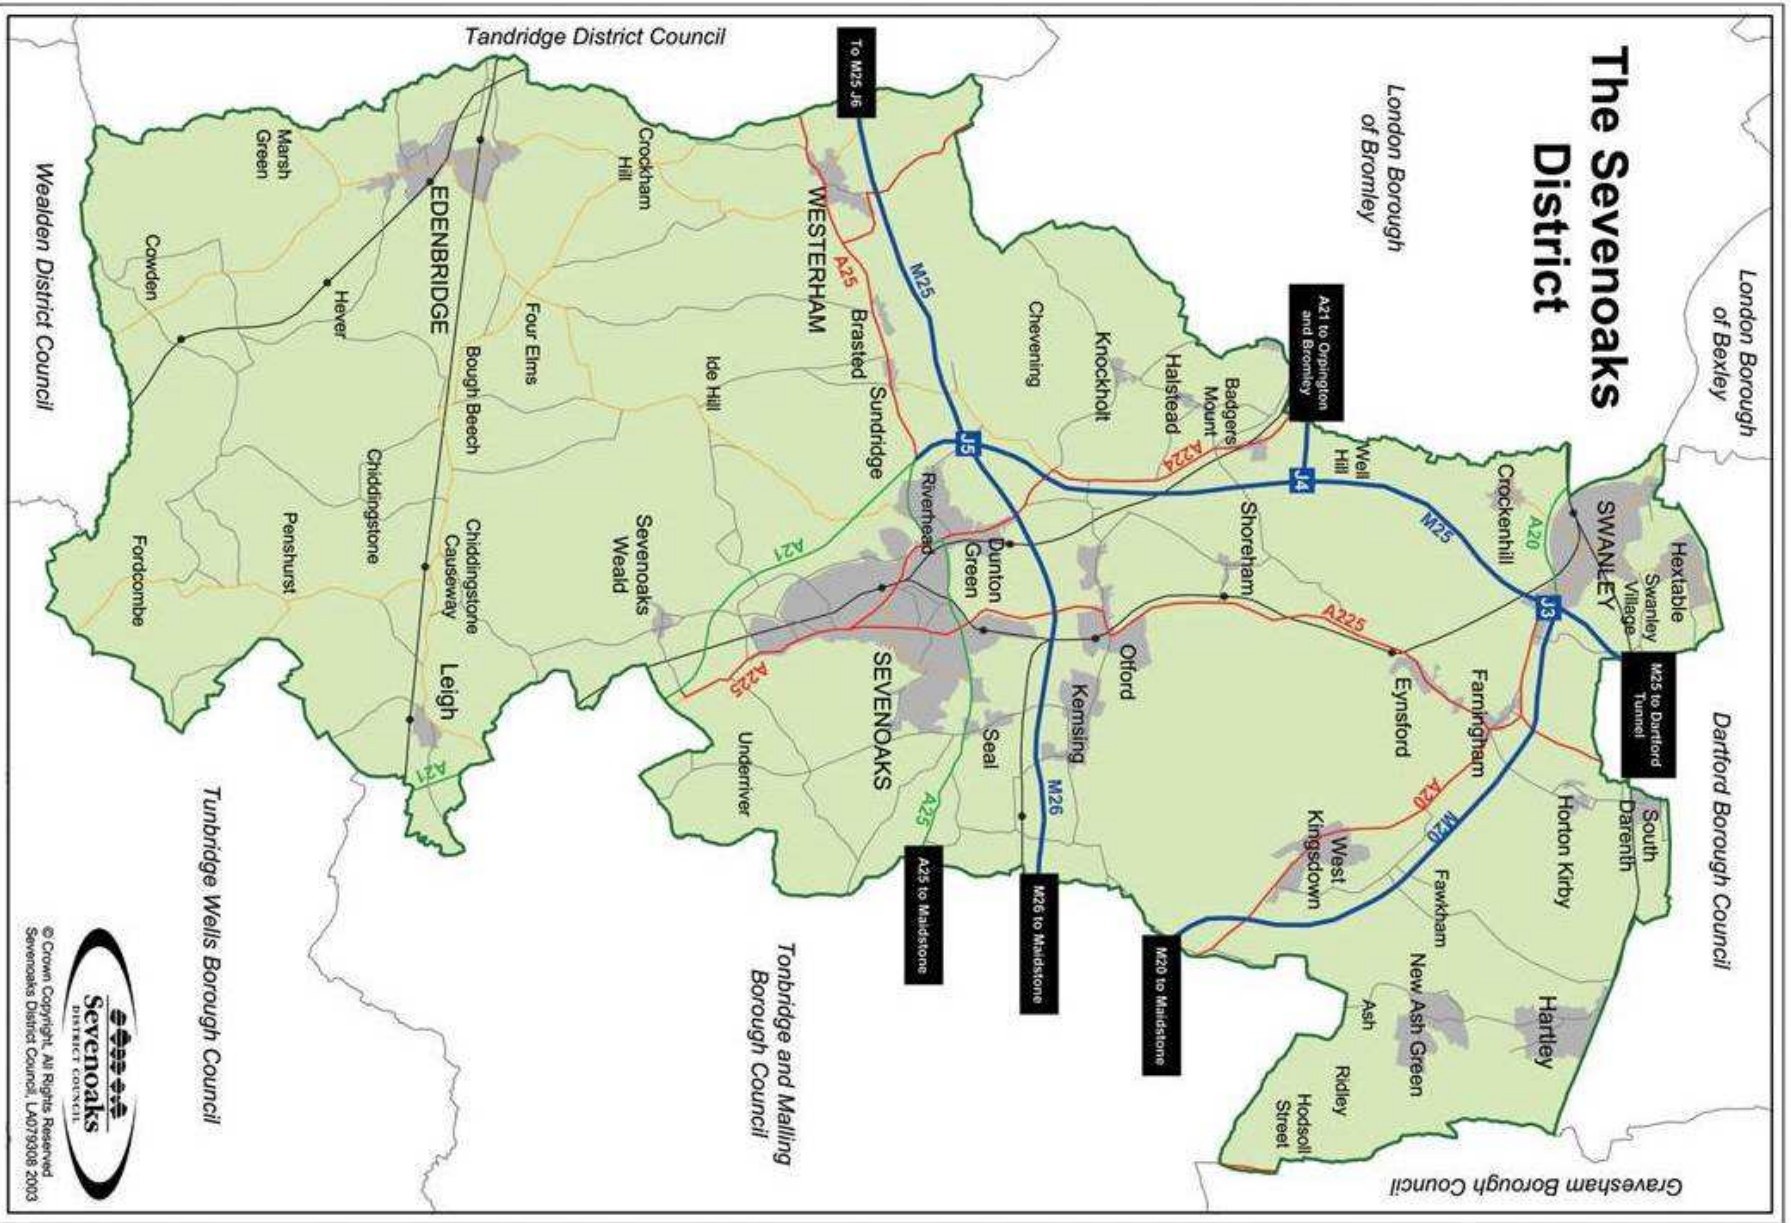 The Sevenoaks
District
London Borough
of Bexley
London Borough
of Bromley
Dartford Borough Council
Gravesham Borough Council
Tandridge District Council
Wealden District Council
Tunbridge Wells Borough Council
Tonbridge and Malling
Borough Council
Hextable
Swanley
Village
SWANLEY
M25 to Dartford
Tunnel
J3
A20
Crockenhill
M25
Well
Hill
J4
A21 to Orpington
and Bromley
South
Darenth
Horton Kirby
Farningham
Eynsford
A225
A20
M20
Hartley
Fawkham
New Ash Green
Ash
Ridley
Hodsoll
Street
West
Kingsdown
M20 to Maidstone
Badgers
Mount
Halstead
A224
Shoreham
Knockholt
Chevening
Otford
Kemsing
M26
M26 to Maidstone
J5
Dunton
Green
Seal
Riverhead
A25
A25 to Maidstone
To M25 J6
M25
WESTERHAM
A25
Brasted
Sundridge
SEVENOAKS
A21
A225
Underriver
Ide Hill
Sevenoaks
Weald
Crockham
Hill
Four Elms
Bough Beech
EDENBRIDGE
Chiddingstone
Causeway
Leigh
A21
Hever
Chiddingstone
Marsh
Green
Penshurst
Cowden
Fordcombe
Sevenoaks
DISTRICT COUNCIL
© Crown Copyright, All Rights Reserved
Sevenoaks District Council, LA079308 2003